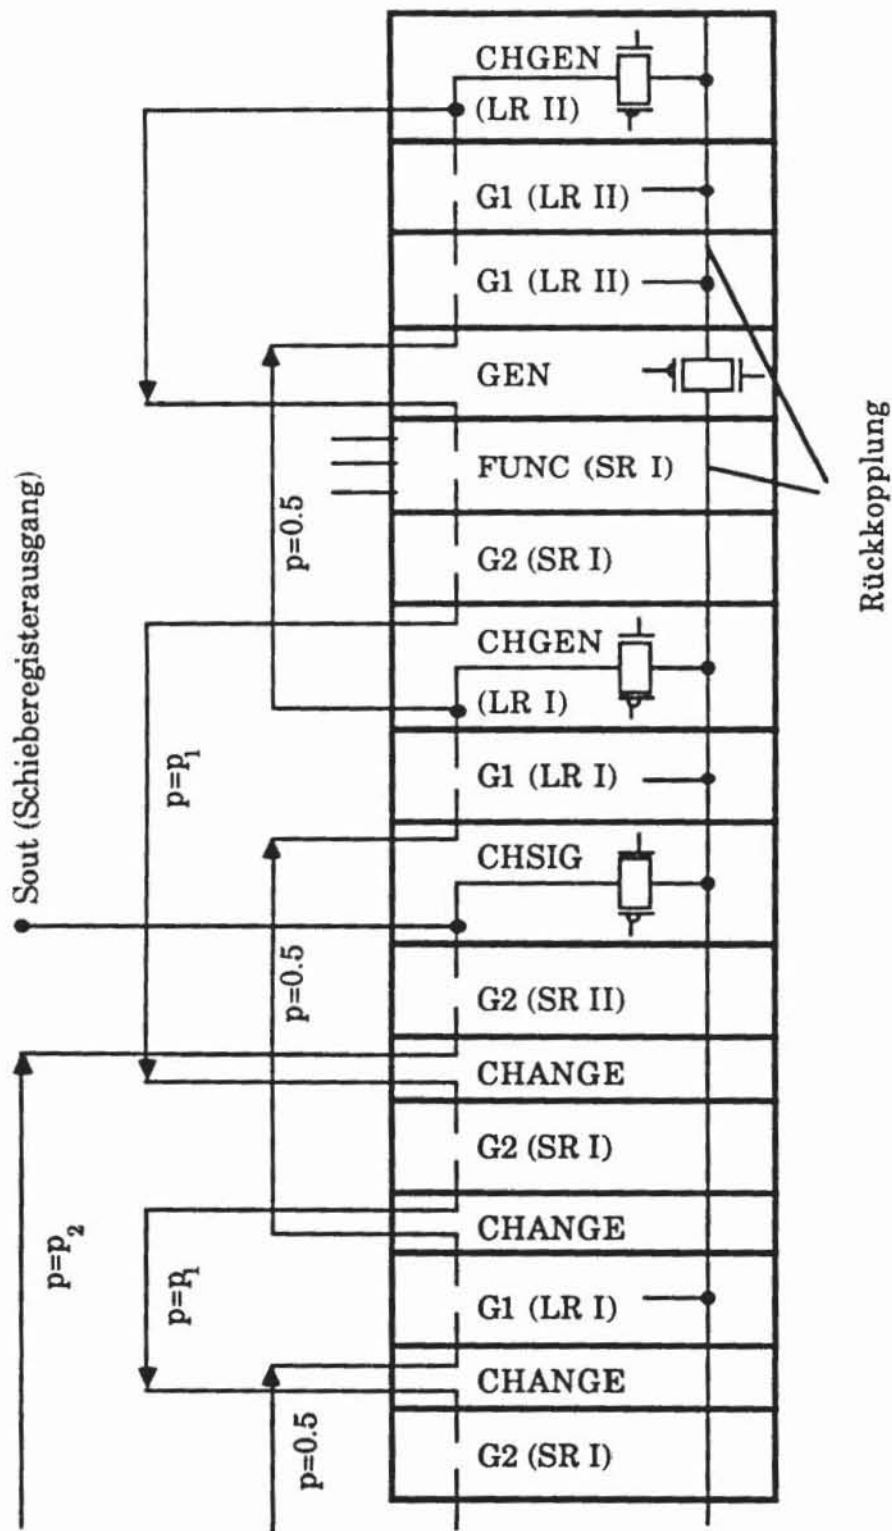 CHGEN
(LR II)
G1 (LR II)
G1 (LR II)
GEN
FUNC (SR I)
G2 (SR I)
CHGEN
(LR I)
G1 (LR I)
CHSIG
G2 (SR II)
CHANGE
G2 (SR I)
CHANGE
G1 (LR I)
CHANGE
G2 (SR I)
Sout (Schieberegisterausgang)
p=0.5
p=p₁
p=0.5
p=p₂
p=p₁
p=0.5
Rückkopplung